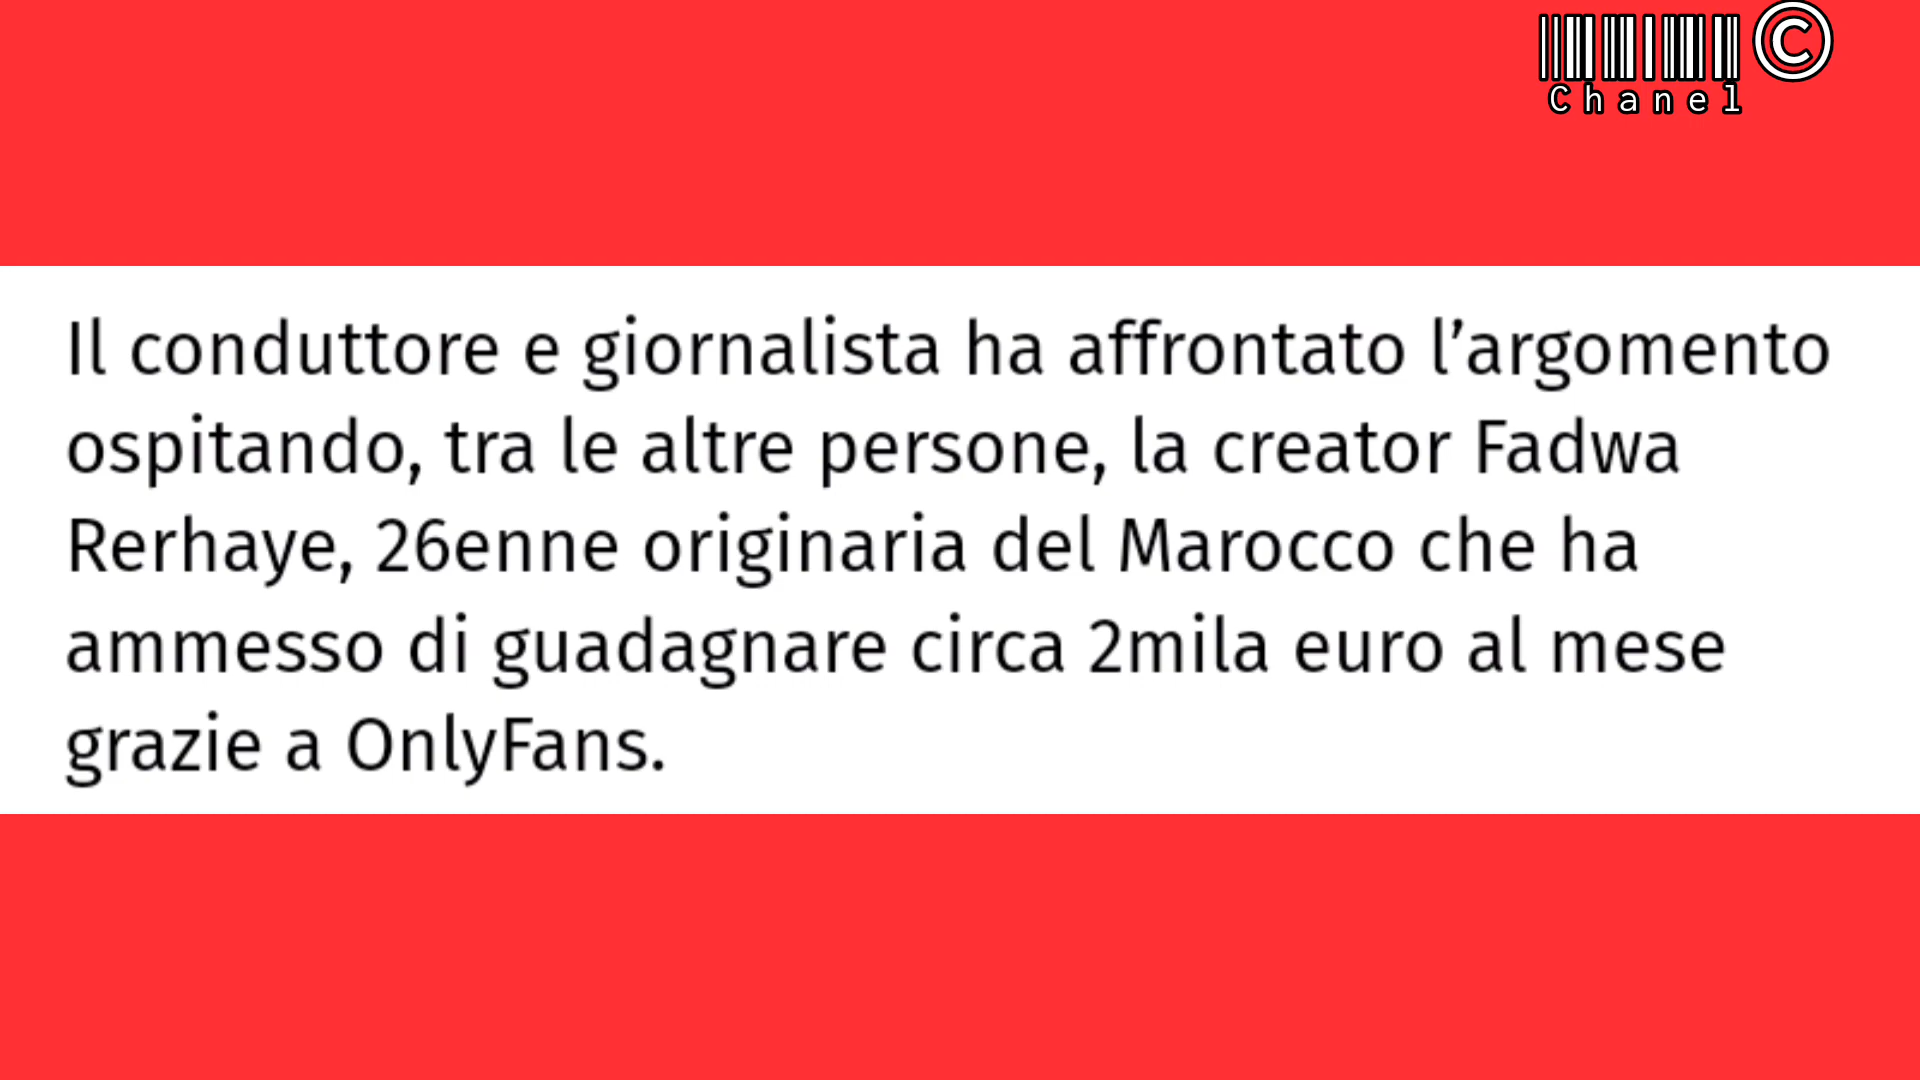 ©
Chanel
Il conduttore e giornalista ha affrontato l’argomento
ospitando, tra le altre persone, la creator Fadwa
Rerhaye, 26enne originaria del Marocco che ha
ammesso di guadagnare circa 2mila euro al mese
grazie a OnlyFans.